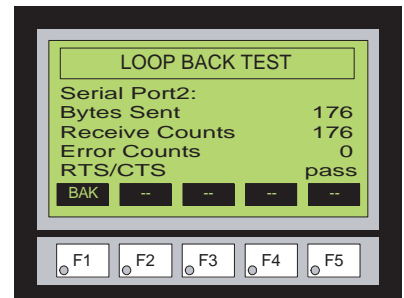 LOOP BACK TEST
Serial Port2:
Bytes Sent 176
Receive Counts 176
Error Counts 0
RTS/CTS pass
BAK -- -- -- --
F1 F2 F3 F4 F5